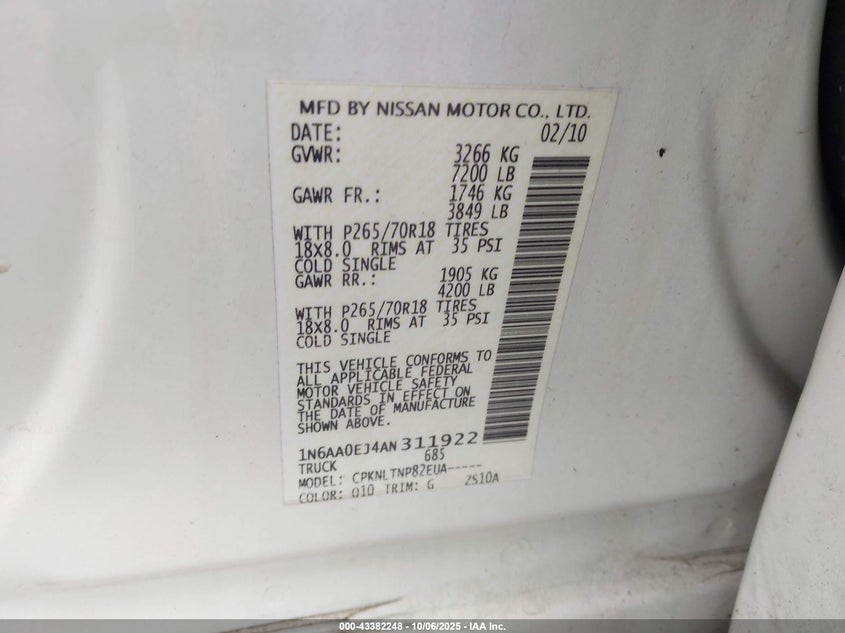 MFD BY NISSAN MOTOR CO., LTD.
DATE: 02/10
GVWR: 3266 KG
7200 LB
GAWR FR.: 1746 KG
3849 LB
WITH P265/70R18 TIRES
18X8.0 RIMS AT 35 PSI
COLD SINGLE
GAWR RR.: 1905 KG
4200 LB
WITH P265/70R18 TIRES
18X8.0 RIMS AT 35 PSI
COLD SINGLE
THIS VEHICLE CONFORMS TO
ALL APPLICABLE FEDERAL
MOTOR VEHICLE SAFETY
STANDARDS IN EFFECT ON
THE DATE OF MANUFACTURE
SHOWN ABOVE.
1N6AA0EJ4AN311922
TRUCK 685
MODEL: CPKNLTNP82EUA-----
COLOR: Q10 TRIM: G 2S10A
000-43382248 - 10/06/2025 - IAA Inc.